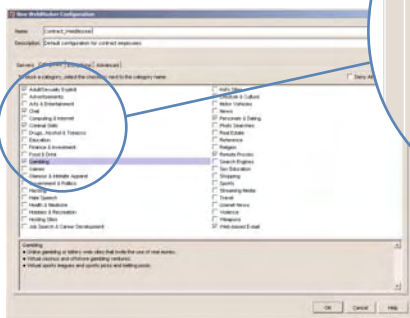 New WebBlocker Configuration
Name Contract_WebBlocker
Description Default configuration for contract employees
Servers Categories Exceptions Advanced
To block a category, select the checkbox next to the category name. Deny All
Adult/Sexually Explicit
Advertisements
Arts & Entertainment
Chat
Computing & Internet
Criminal Skills
Drugs, Alcohol & Tobacco
Education
Finance & Investment
Food & Drink
Gambling
Games
Glamour & Intimate Apparel
Government & Politics
Hacking
Hate Speech
Health & Medicine
Hobbies & Recreation
Hosting Sites
Job Search & Career Development
Kid's Sites
Lifestyle & Culture
Motor Vehicles
News
Personals & Dating
Photo Searches
Real Estate
Reference
Religion
Remote Proxies
Search Engines
Sex Education
Shopping
Sports
Streaming Media
Travel
Usenet News
Violence
Weapons
Web-based E-mail
Gambling
• Online gambling or lottery web sites that invite the use of real money.
• Virtual casinos and offshore gambling ventures.
• Virtual sports leagues and sports picks and betting pools.
OK Cancel Help